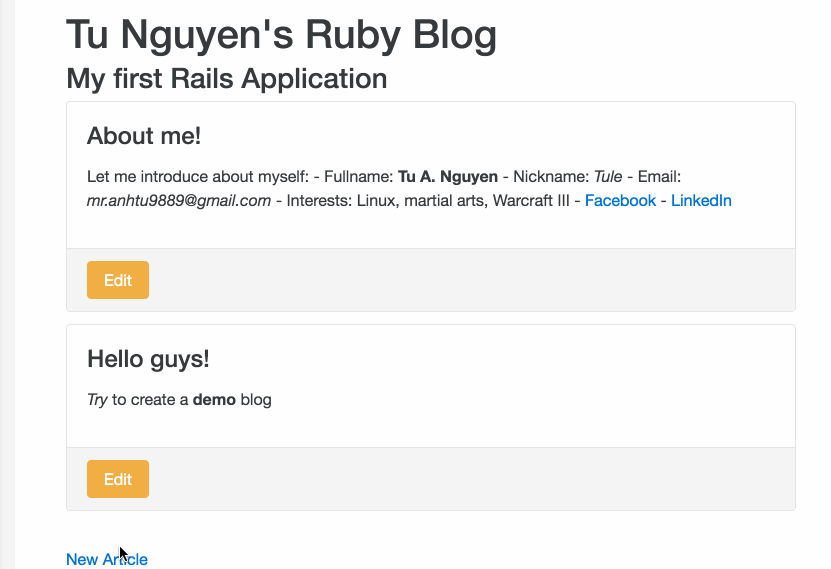 Tu Nguyen's Ruby Blog
My first Rails Application
About me!
Let me introduce about myself: - Fullname: Tu A. Nguyen - Nickname: Tule - Email:
mr.anhtu9889@gmail.com - Interests: Linux, martial arts, Warcraft III - Facebook - LinkedIn
Edit
Hello guys!
Try to create a demo blog
Edit
New Article